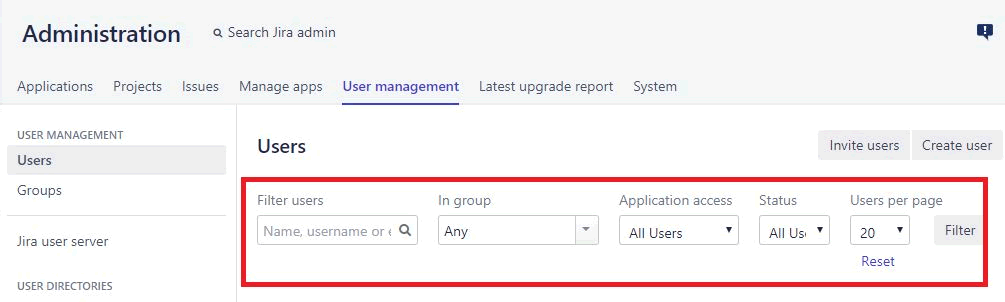 Administration
Search Jira admin
Applications Projects Issues Manage apps User management Latest upgrade report System
USER MANAGEMENT
Users
Groups
Jira user server
USER DIRECTORIES
Users
Invite users Create user
Filter users In group Application access Status Users per page
Name, username or e Any All Users All Use 20 Filter
Reset